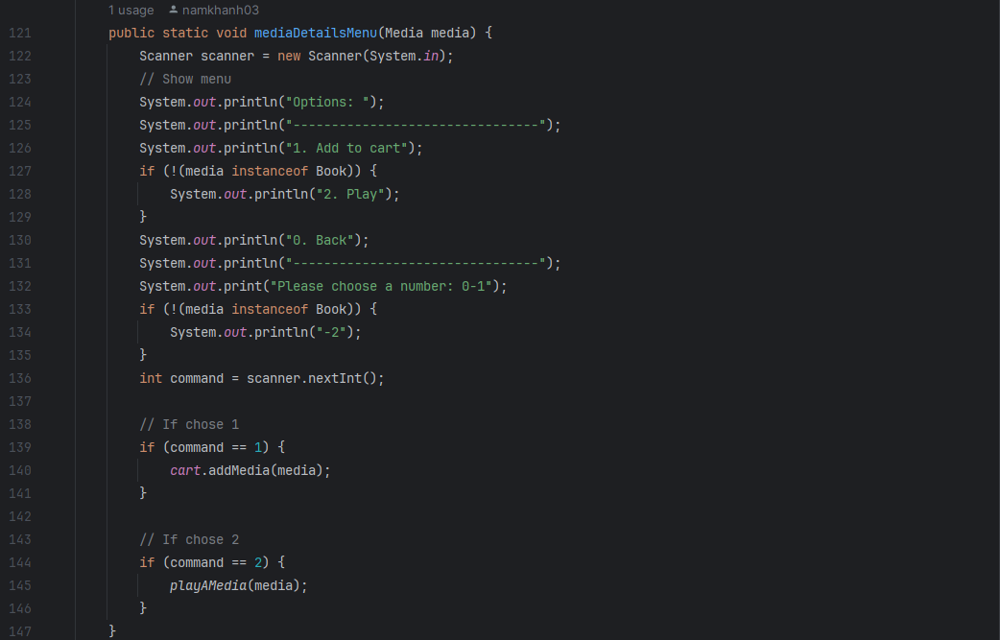 1 usage namkhanh03
121 public static void mediaDetailsMenu(Media media) {
122 Scanner scanner = new Scanner(System.in);
123 // Show menu
124 System.out.println("Options: ");
125 System.out.println("--------------------------------");
126 System.out.println("1. Add to cart");
127 if (!(media instanceof Book)) {
128 System.out.println("2. Play");
129 }
130 System.out.println("0. Back");
131 System.out.println("--------------------------------");
132 System.out.print("Please choose a number: 0-1");
133 if (!(media instanceof Book)) {
134 System.out.println("-2");
135 }
136 int command = scanner.nextInt();
137
138 // If chose 1
139 if (command == 1) {
140 cart.addMedia(media);
141 }
142
143 // If chose 2
144 if (command == 2) {
145 playAMedia(media);
146 }
147 }